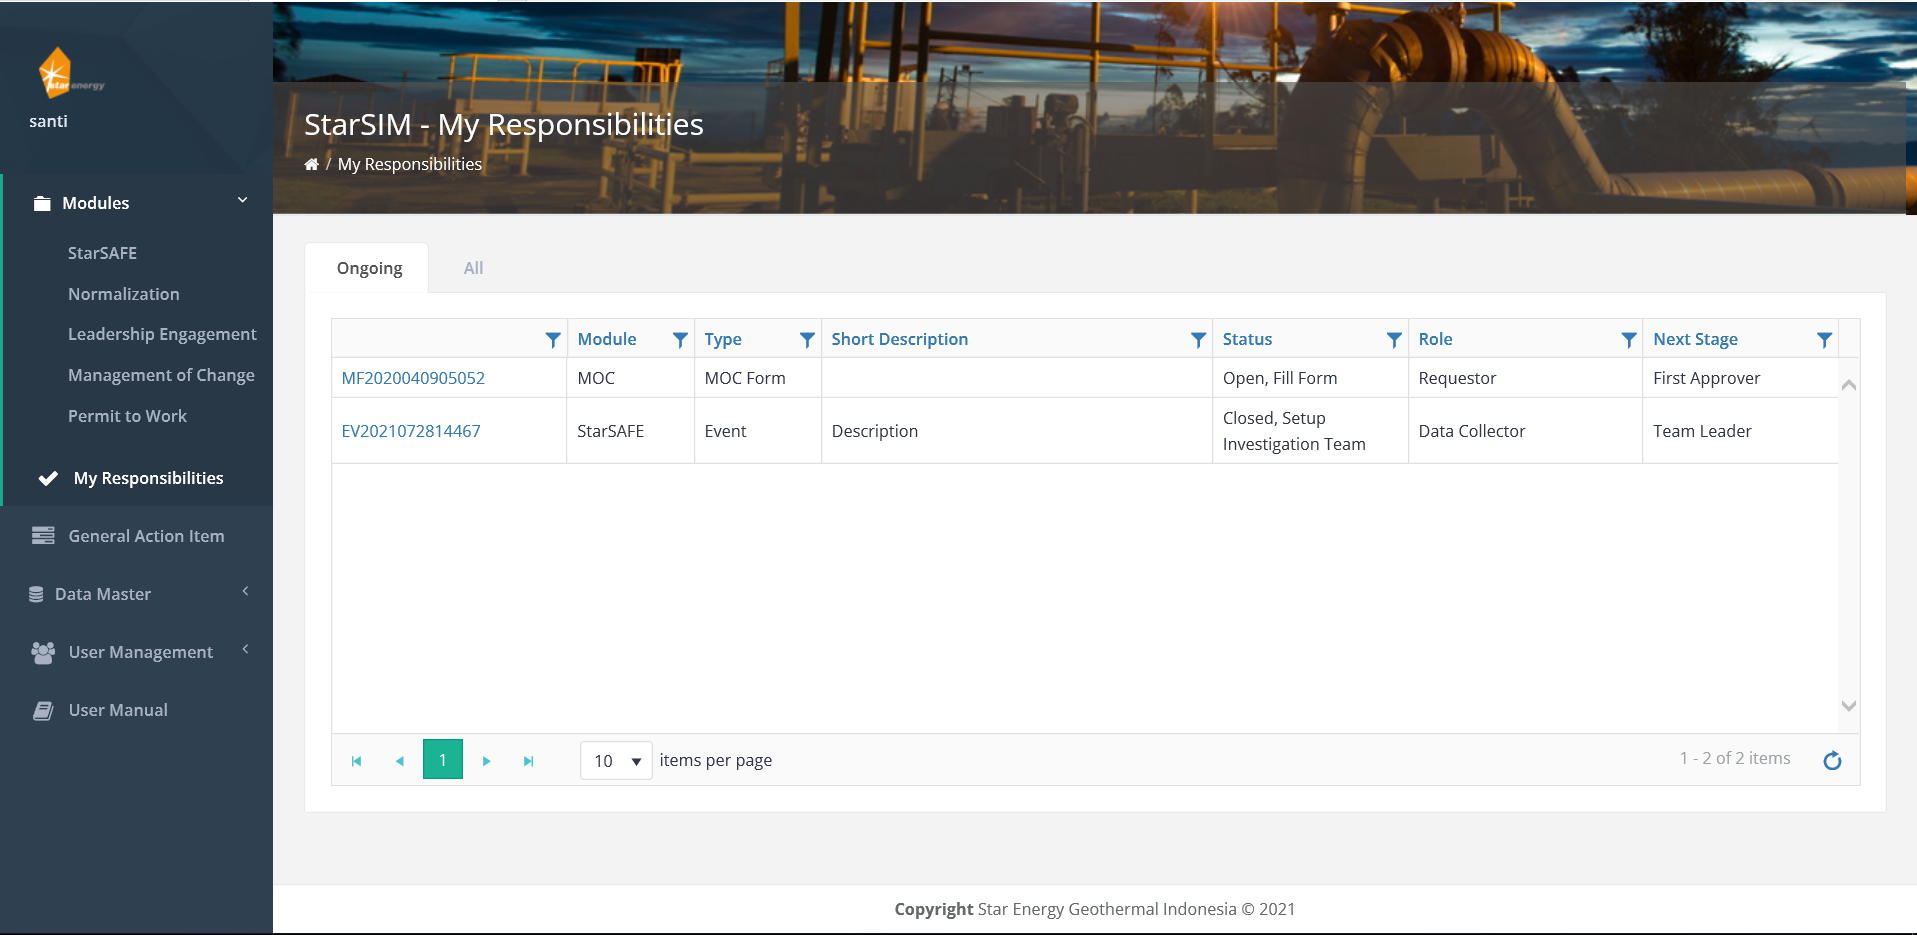 star energy
santi
Modules
StarSAFE
Normalization
Leadership Engagement
Management of Change
Permit to Work
My Responsibilities
General Action Item
Data Master
User Management
User Manual
StarSIM - My Responsibilities
/ My Responsibilities
Ongoing All
Module Type Short Description Status Role Next Stage
MF2020040905052 MOC MOC Form Open, Fill Form Requestor First Approver
EV2021072814467 StarSAFE Event Description Closed, Setup Investigation Team Data Collector Team Leader
1 10 items per page 1 - 2 of 2 items
Copyright Star Energy Geothermal Indonesia © 2021